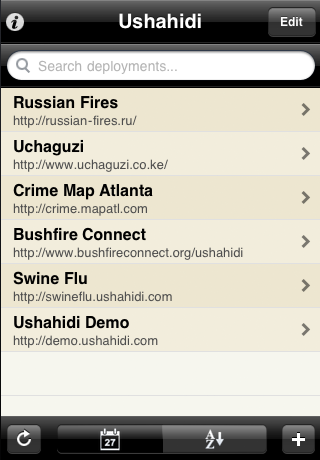 Ushahidi
Edit
Search deployments...
Russian Fires
http://russian-fires.ru/
Uchaguzi
http://www.uchaguzi.co.ke/
Crime Map Atlanta
http://crime.mapatl.com
Bushfire Connect
http://www.bushfireconnect.org/ushahidi
Swine Flu
http://swineflu.ushahidi.com
Ushahidi Demo
http://demo.ushahidi.com
27
A
Z